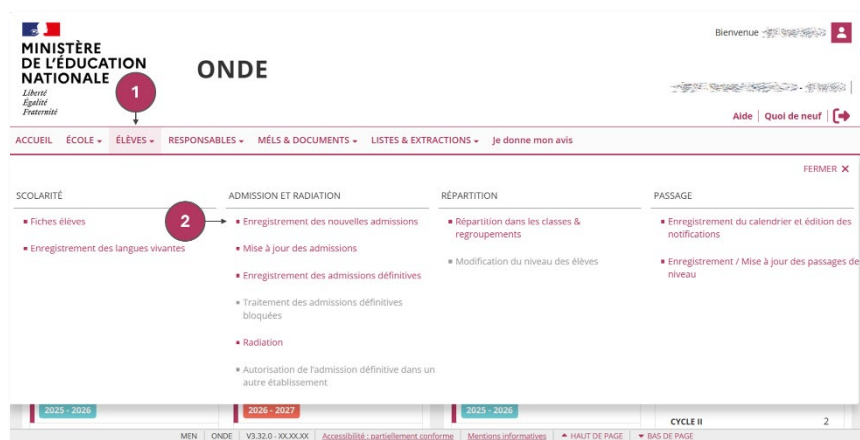 MINISTÈRE
DE L'ÉDUCATION
NATIONALE
Liberté
Égalité
Fraternité
ONDE
Bienvenue
1
Aide | Quoi de neuf |
ACCUEIL ÉCOLE ÉLÈVES RESPONSABLES MÉLS & DOCUMENTS LISTES & EXTRACTIONS Je donne mon avis
FERMER X
SCOLARITÉ
Fiches élèves
Enregistrement des langues vivantes
ADMISSION ET RADIATION
2
Enregistrement des nouvelles admissions
Mise à jour des admissions
Enregistrement des admissions définitives
Traitement des admissions définitives
bloquées
Radiation
Autorisation de l'admission définitive dans un
autre établissement
RÉPARTITION
Répartition dans les classes &
regroupements
Modification du niveau des élèves
PASSAGE
Enregistrement du calendrier et édition des
notifications
Enregistrement / Mise à jour des passages de
niveau
2025 - 2026
2026 - 2027
2025 - 2026
CYCLE II 2
MEN | ONDE | V3.32.0 - XX.XX.XX | Accessibilité : partiellement conforme | Mentions informatives | HAUT DE PAGE | BAS DE PAGE